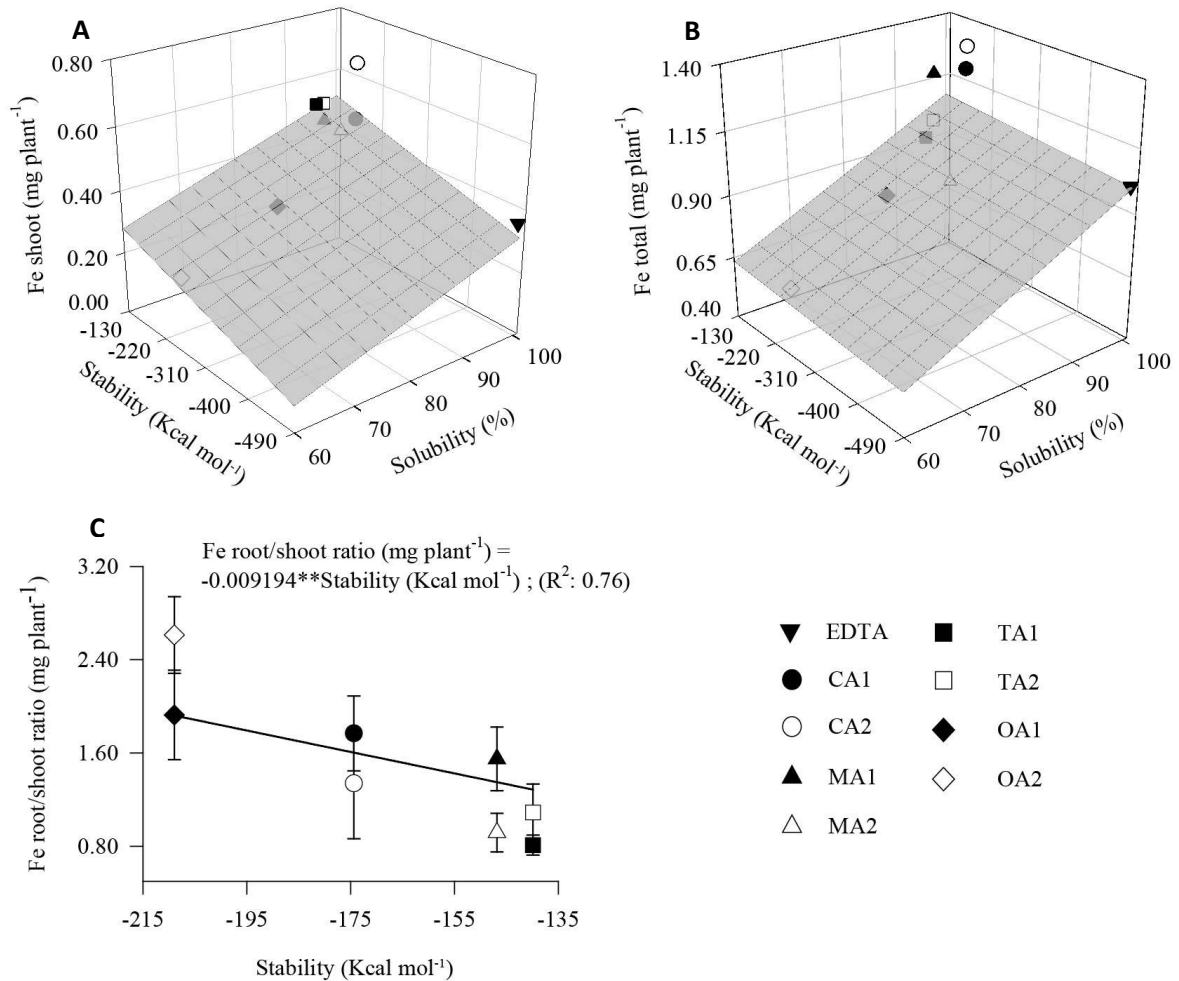 A
Fe shoot (mg plant⁻¹)
0.80
0.60
0.40
0.20
0.00
-130
-220
-310
-400
-490
Stability (Kcal mol⁻¹)
60
70
80
90
100
Solubility (%)
B
Fe total (mg plant⁻¹)
1.40
1.15
0.90
0.65
0.40
-130
-220
-310
-400
-490
Stability (Kcal mol⁻¹)
60
70
80
90
100
Solubility (%)
C
Fe root/shoot ratio (mg plant⁻¹) =
-0.009194**Stability (Kcal mol⁻¹) ; (R²: 0.76)
Fe root/shoot ratio (mg plant⁻¹)
3.20
2.40
1.60
0.80
-215
-195
-175
-155
-135
Stability (Kcal mol⁻¹)
EDTA
CA1
CA2
MA1
MA2
TA1
TA2
OA1
OA2